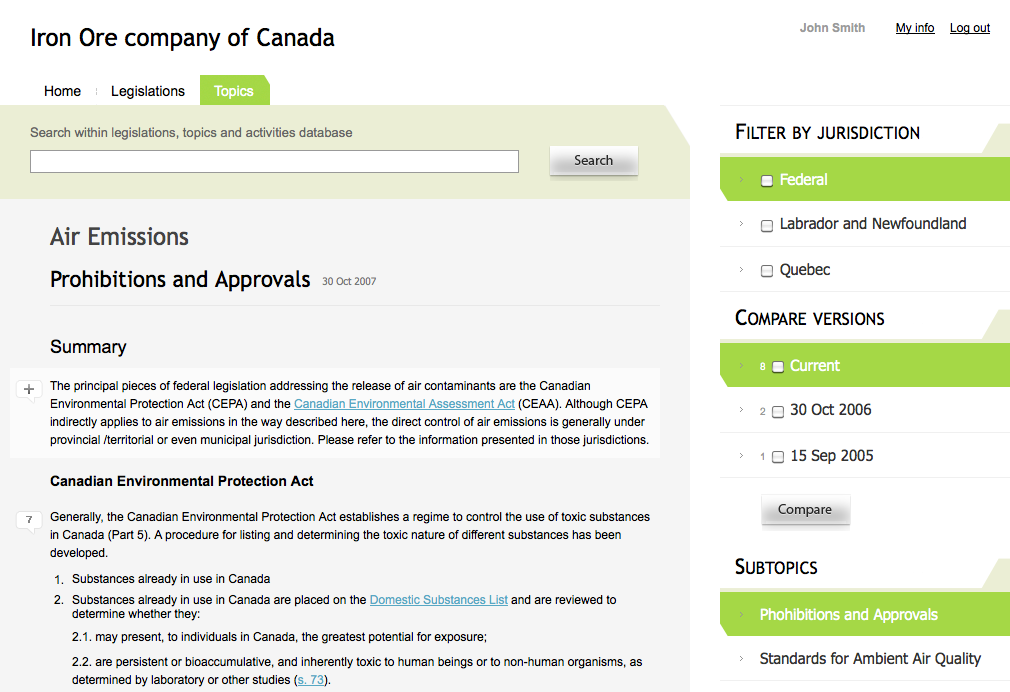 Iron Ore company of Canada
John Smith My info Log out
Home Legislations Topics
Search within legislations, topics and activities database
Search
Air Emissions
Prohibitions and Approvals 30 Oct 2007
Summary
+
The principal pieces of federal legislation addressing the release of air contaminants are the Canadian
Environmental Protection Act (CEPA) and the Canadian Environmental Assessment Act (CEAA). Although CEPA
indirectly applies to air emissions in the way described here, the direct control of air emissions is generally under
provincial /territorial or even municipal jurisdiction. Please refer to the information presented in those jurisdictions.
Canadian Environmental Protection Act
7
Generally, the Canadian Environmental Protection Act establishes a regime to control the use of toxic substances
in Canada (Part 5). A procedure for listing and determining the toxic nature of different substances has been
developed.
1. Substances already in use in Canada
2. Substances already in use in Canada are placed on the Domestic Substances List and are reviewed to
determine whether they:
2.1. may present, to individuals in Canada, the greatest potential for exposure;
2.2. are persistent or bioaccumulative, and inherently toxic to human beings or to non-human organisms, as
determined by laboratory or other studies (s. 73).
Filter by jurisdiction
Federal
Labrador and Newfoundland
Quebec
Compare versions
8 Current
2 30 Oct 2006
1 15 Sep 2005
Compare
Subtopics
Phohibitions and Approvals
Standards for Ambient Air Quality